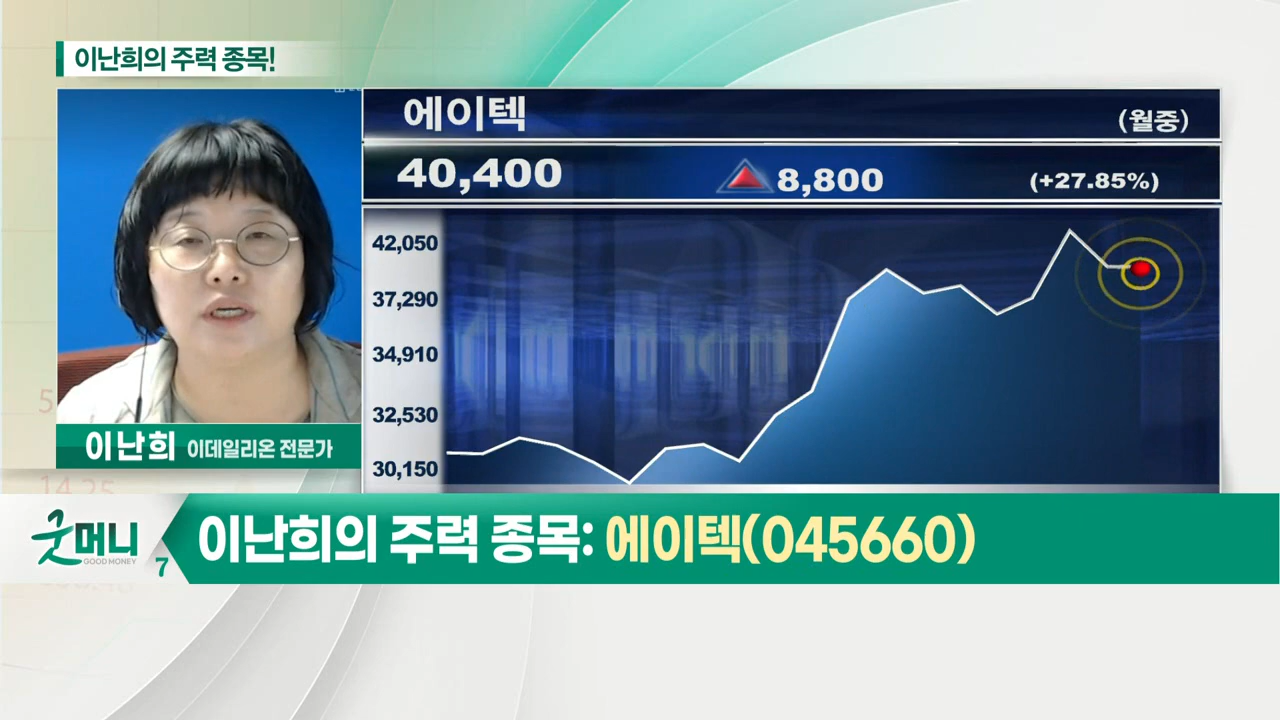 이난희의 주력 종목!
에이텍
(월중)
40,400
8,800
(+27.85%)
42,050
37,290
34,910
32,530
30,150
이난희 이데일리온 전문가
굿머니
GOOD MONEY
7
이난희의 주력 종목: 에이텍(045660)
14.25